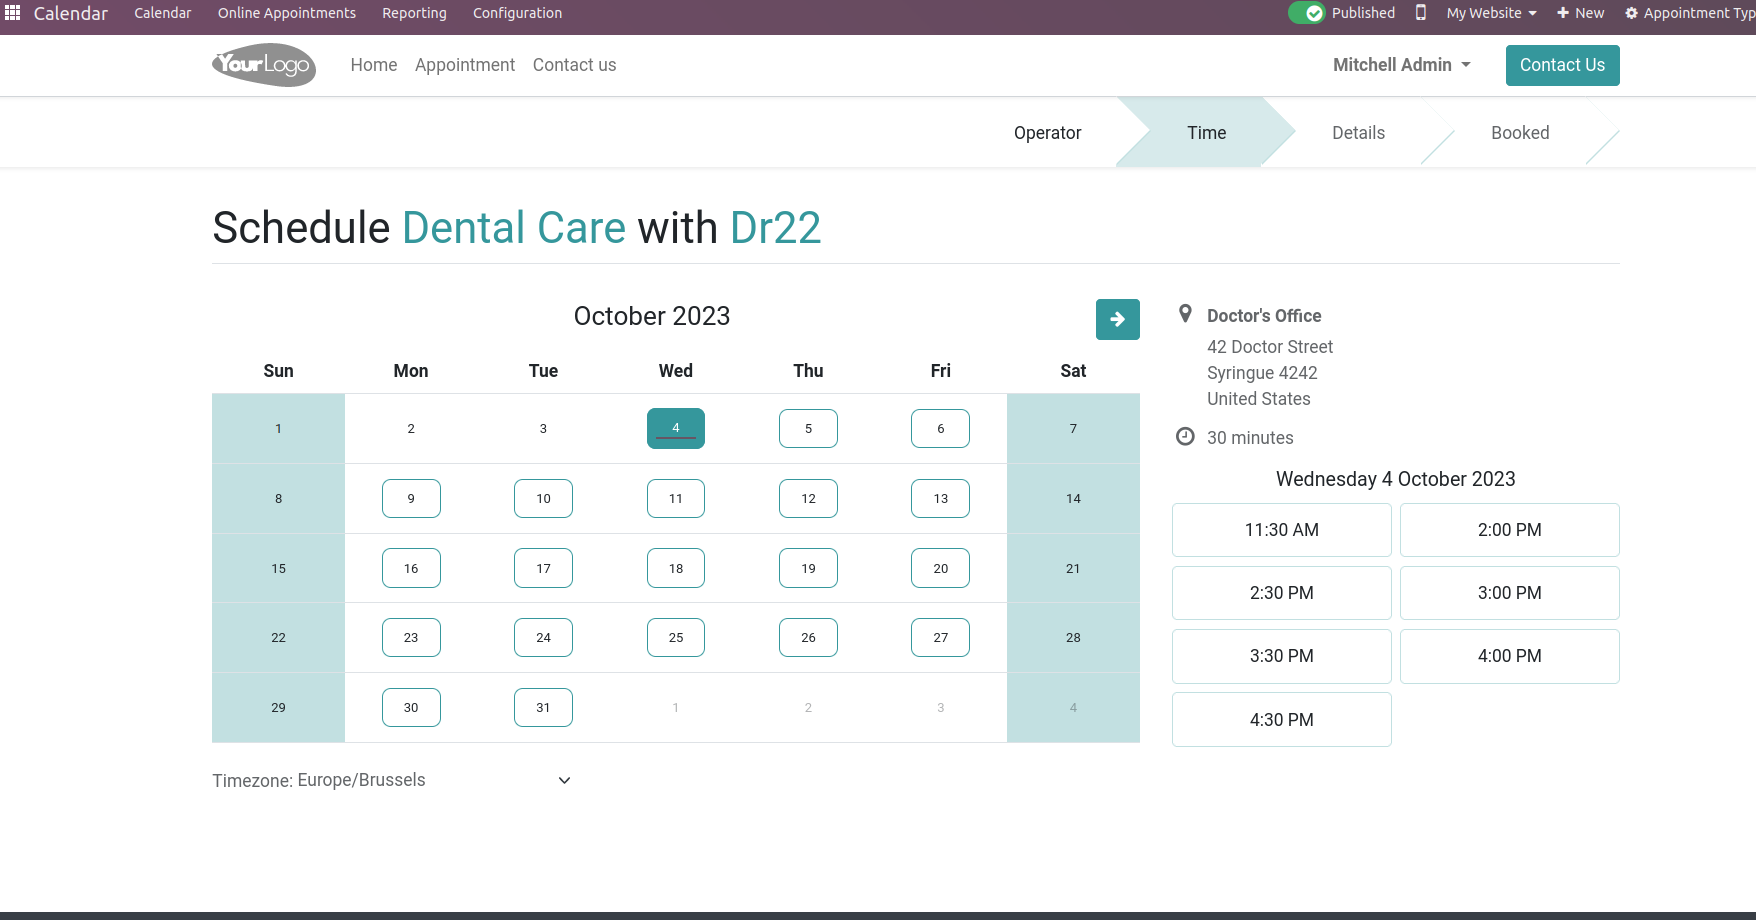 Calendar Calendar Online Appointments Reporting Configuration Published My Website New Appointment Typ
YourLogo Home Appointment Contact us Mitchell Admin Contact Us
Operator Time Details Booked
Schedule Dental Care with Dr22
October 2023
Sun Mon Tue Wed Thu Fri Sat
1 2 3 4 5 6 7
8 9 10 11 12 13 14
15 16 17 18 19 20 21
22 23 24 25 26 27 28
29 30 31 1 2 3 4
Timezone: Europe/Brussels
Doctor's Office
42 Doctor Street
Syringue 4242
United States
30 minutes
Wednesday 4 October 2023
11:30 AM 2:00 PM
2:30 PM 3:00 PM
3:30 PM 4:00 PM
4:30 PM